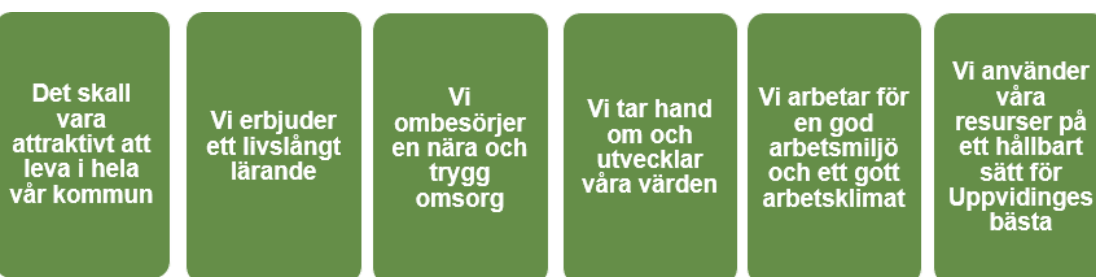 Det skall
vara
attraktivt att
leva i hela
vår kommun
Vi erbjuder
ett livslångt
lärande
Vi
ombesörjer
en nära och
trygg
omsorg
Vi tar hand
om och
utvecklar
våra värden
Vi arbetar för
en god
arbetsmiljö
och ett gott
arbetsklimat
Vi använder
våra
resurser på
ett hållbart
sätt för
Uppvidinges
bästa